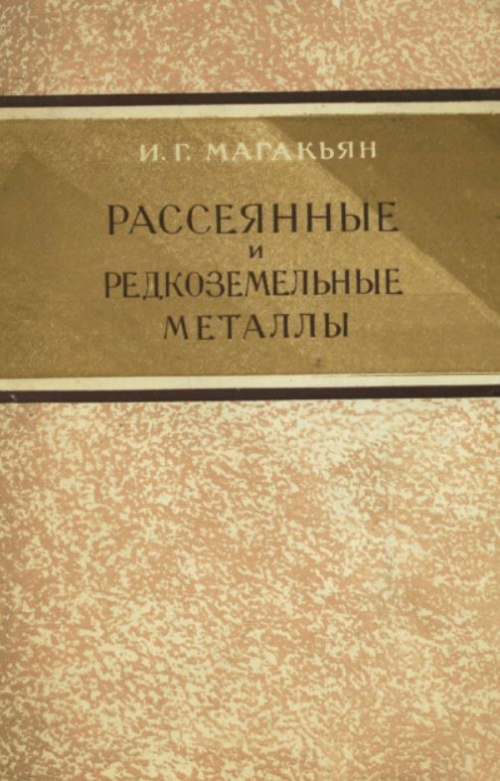 И. Г. МАГАКЬЯН
РАССЕЯННЫЕ
И
РЕДКОЗЕМЕЛЬНЫЕ
МЕТАЛЛЫ